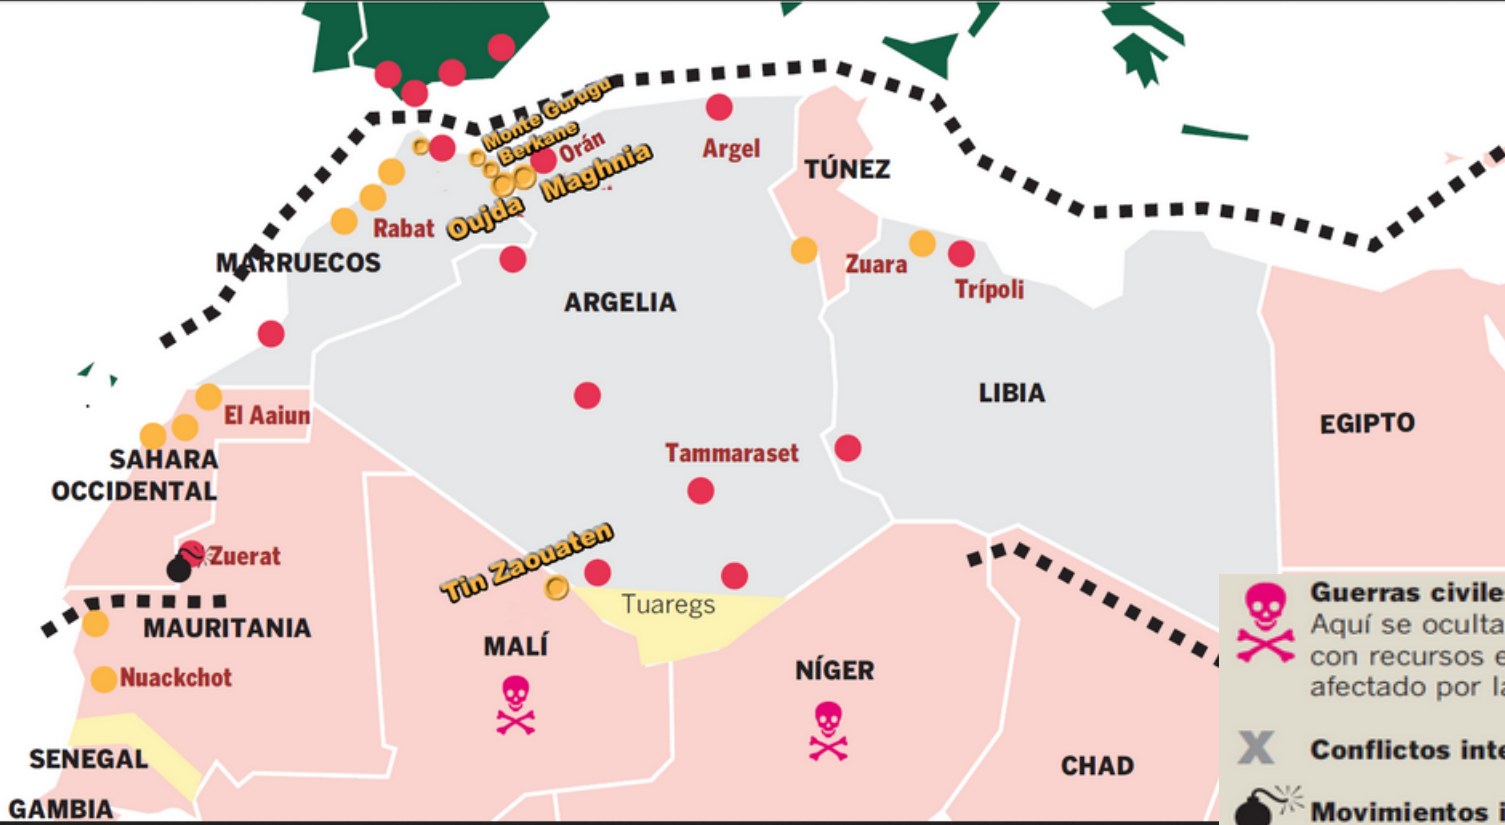 Monte Gurugu
Berkane
Orán
Maghnia
Oujda
Argel
TÚNEZ
Rabat
MARRUECOS
Zuara
Trípoli
ARGELIA
LIBIA
EGIPTO
El Aaiun
SAHARA
OCCIDENTAL
Tammaraset
Zuerat
Tin Zaouaten
Tuaregs
MAURITANIA
MALÍ
NÍGER
Nuackchot
SENEGAL
GAMBIA
CHAD
Guerras civile
Aquí se oculta
con recursos e
afectado por la
X Conflictos inte
Movimientos i